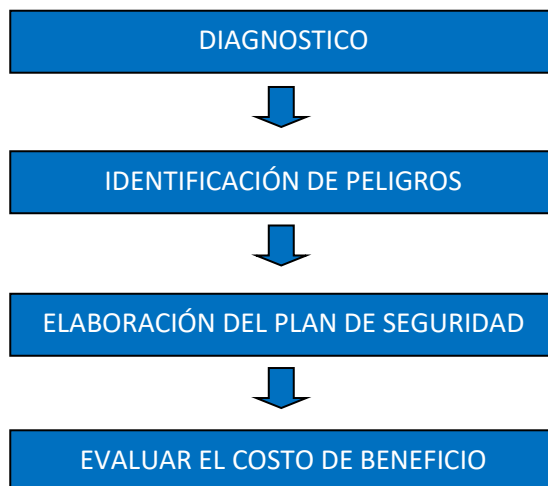 DIAGNOSTICO
IDENTIFICACIÓN DE PELIGROS
ELABORACIÓN DEL PLAN DE SEGURIDAD
EVALUAR EL COSTO DE BENEFICIO